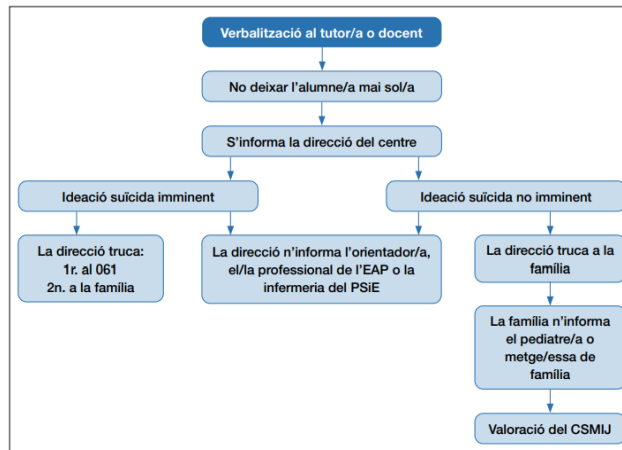 Verbalització al tutor/a o docent
No deixar l'alumne/a mai sol/a
S'informa la direcció del centre
Ideació suïcida imminent
Ideació suïcida no imminent
La direcció truca:
1r. al 061
2n. a la família
La direcció n'informa l'orientador/a,
el/la professional de l'EAP o la
infermeria del PSiE
La direcció truca a la
família
La família n'informa
el pediatre/a o
metge/essa de
família
Valoració del CSMIJ